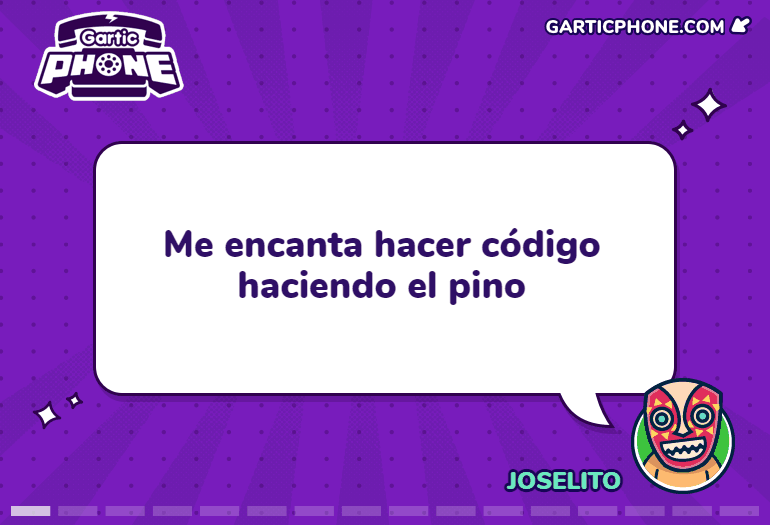 Gartic
PHONE
GARTICPHONE.COM
Me encanta hacer código
haciendo el pino
JOSELITO